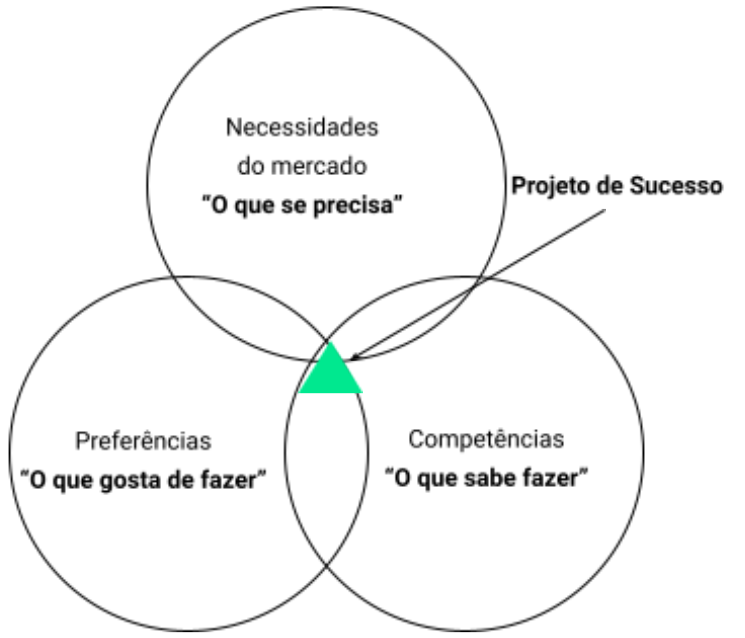 Necessidades
do mercado
“O que se precisa”
Projeto de Sucesso
Preferências
“O que gosta de fazer”
Competências
“O que sabe fazer”